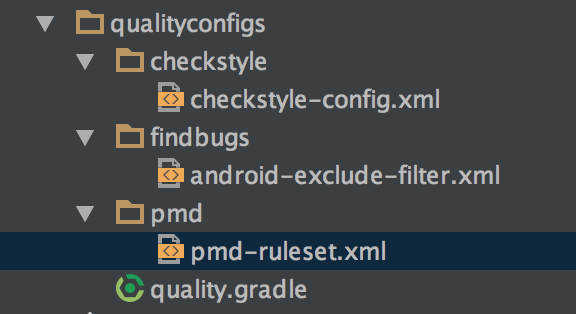 qualityconfigs
checkstyle
checkstyle-config.xml
findbugs
android-exclude-filter.xml
pmd
pmd-ruleset.xml
quality.gradle